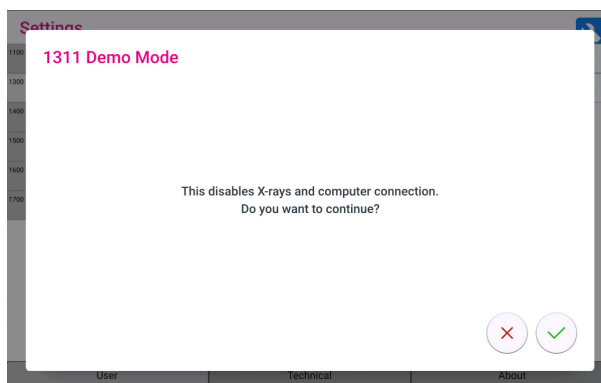 Settings
1100
1311 Demo Mode
1300
1400
1500
1600
1700
This disables X-rays and computer connection.
Do you want to continue?
User
Technical
About